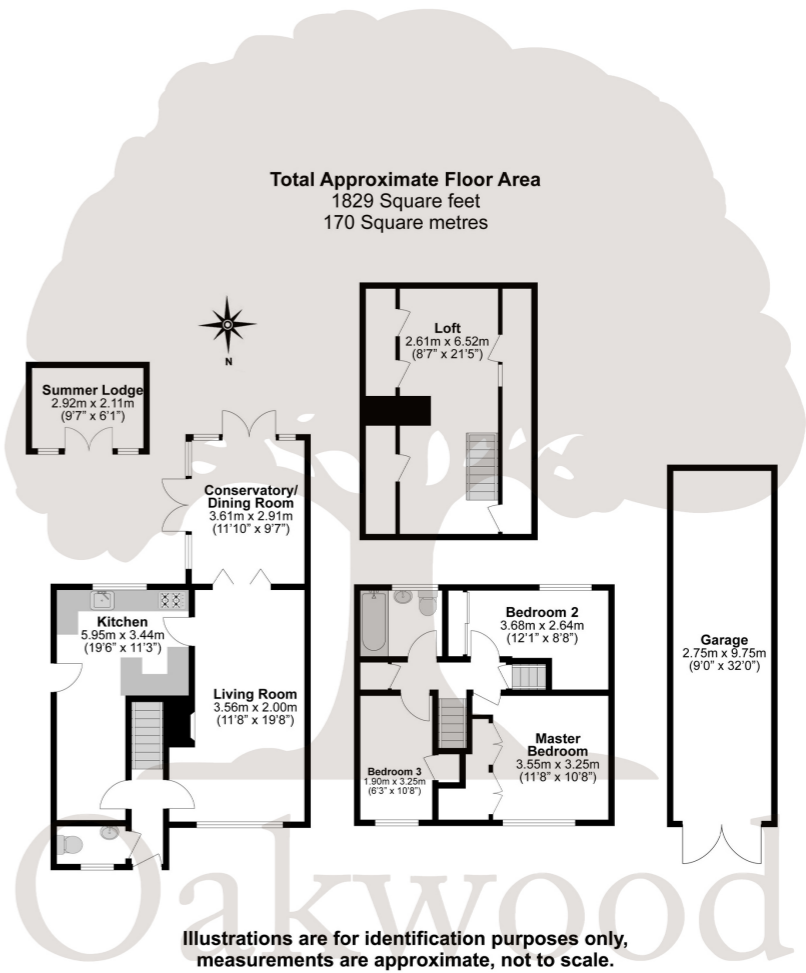 Total Approximate Floor Area
1829 Square feet
170 Square metres
N
Loft
2.61m x 6.52m
(8'7" x 21'5")
Summer Lodge
2.92m x 2.11m
(9'7" x 6'1")
Conservatory/
Dining Room
3.61m x 2.91m
(11'10" x 9'7")
Kitchen
5.95m x 3.44m
(19'6" x 11'3")
Living Room
3.56m x 2.00m
(11'8" x 19'8")
Bedroom 2
3.68m x 2.64m
(12'1" x 8'8")
Master
Bedroom
3.55m x 3.25m
(11'8" x 10'8")
Bedroom 3
1.90m x 3.25m
(6'3" x 10'8")
Garage
2.75m x 9.75m
(9'0" x 32'0")
Oakwood
Illustrations are for identification purposes only,
measurements are approximate, not to scale.